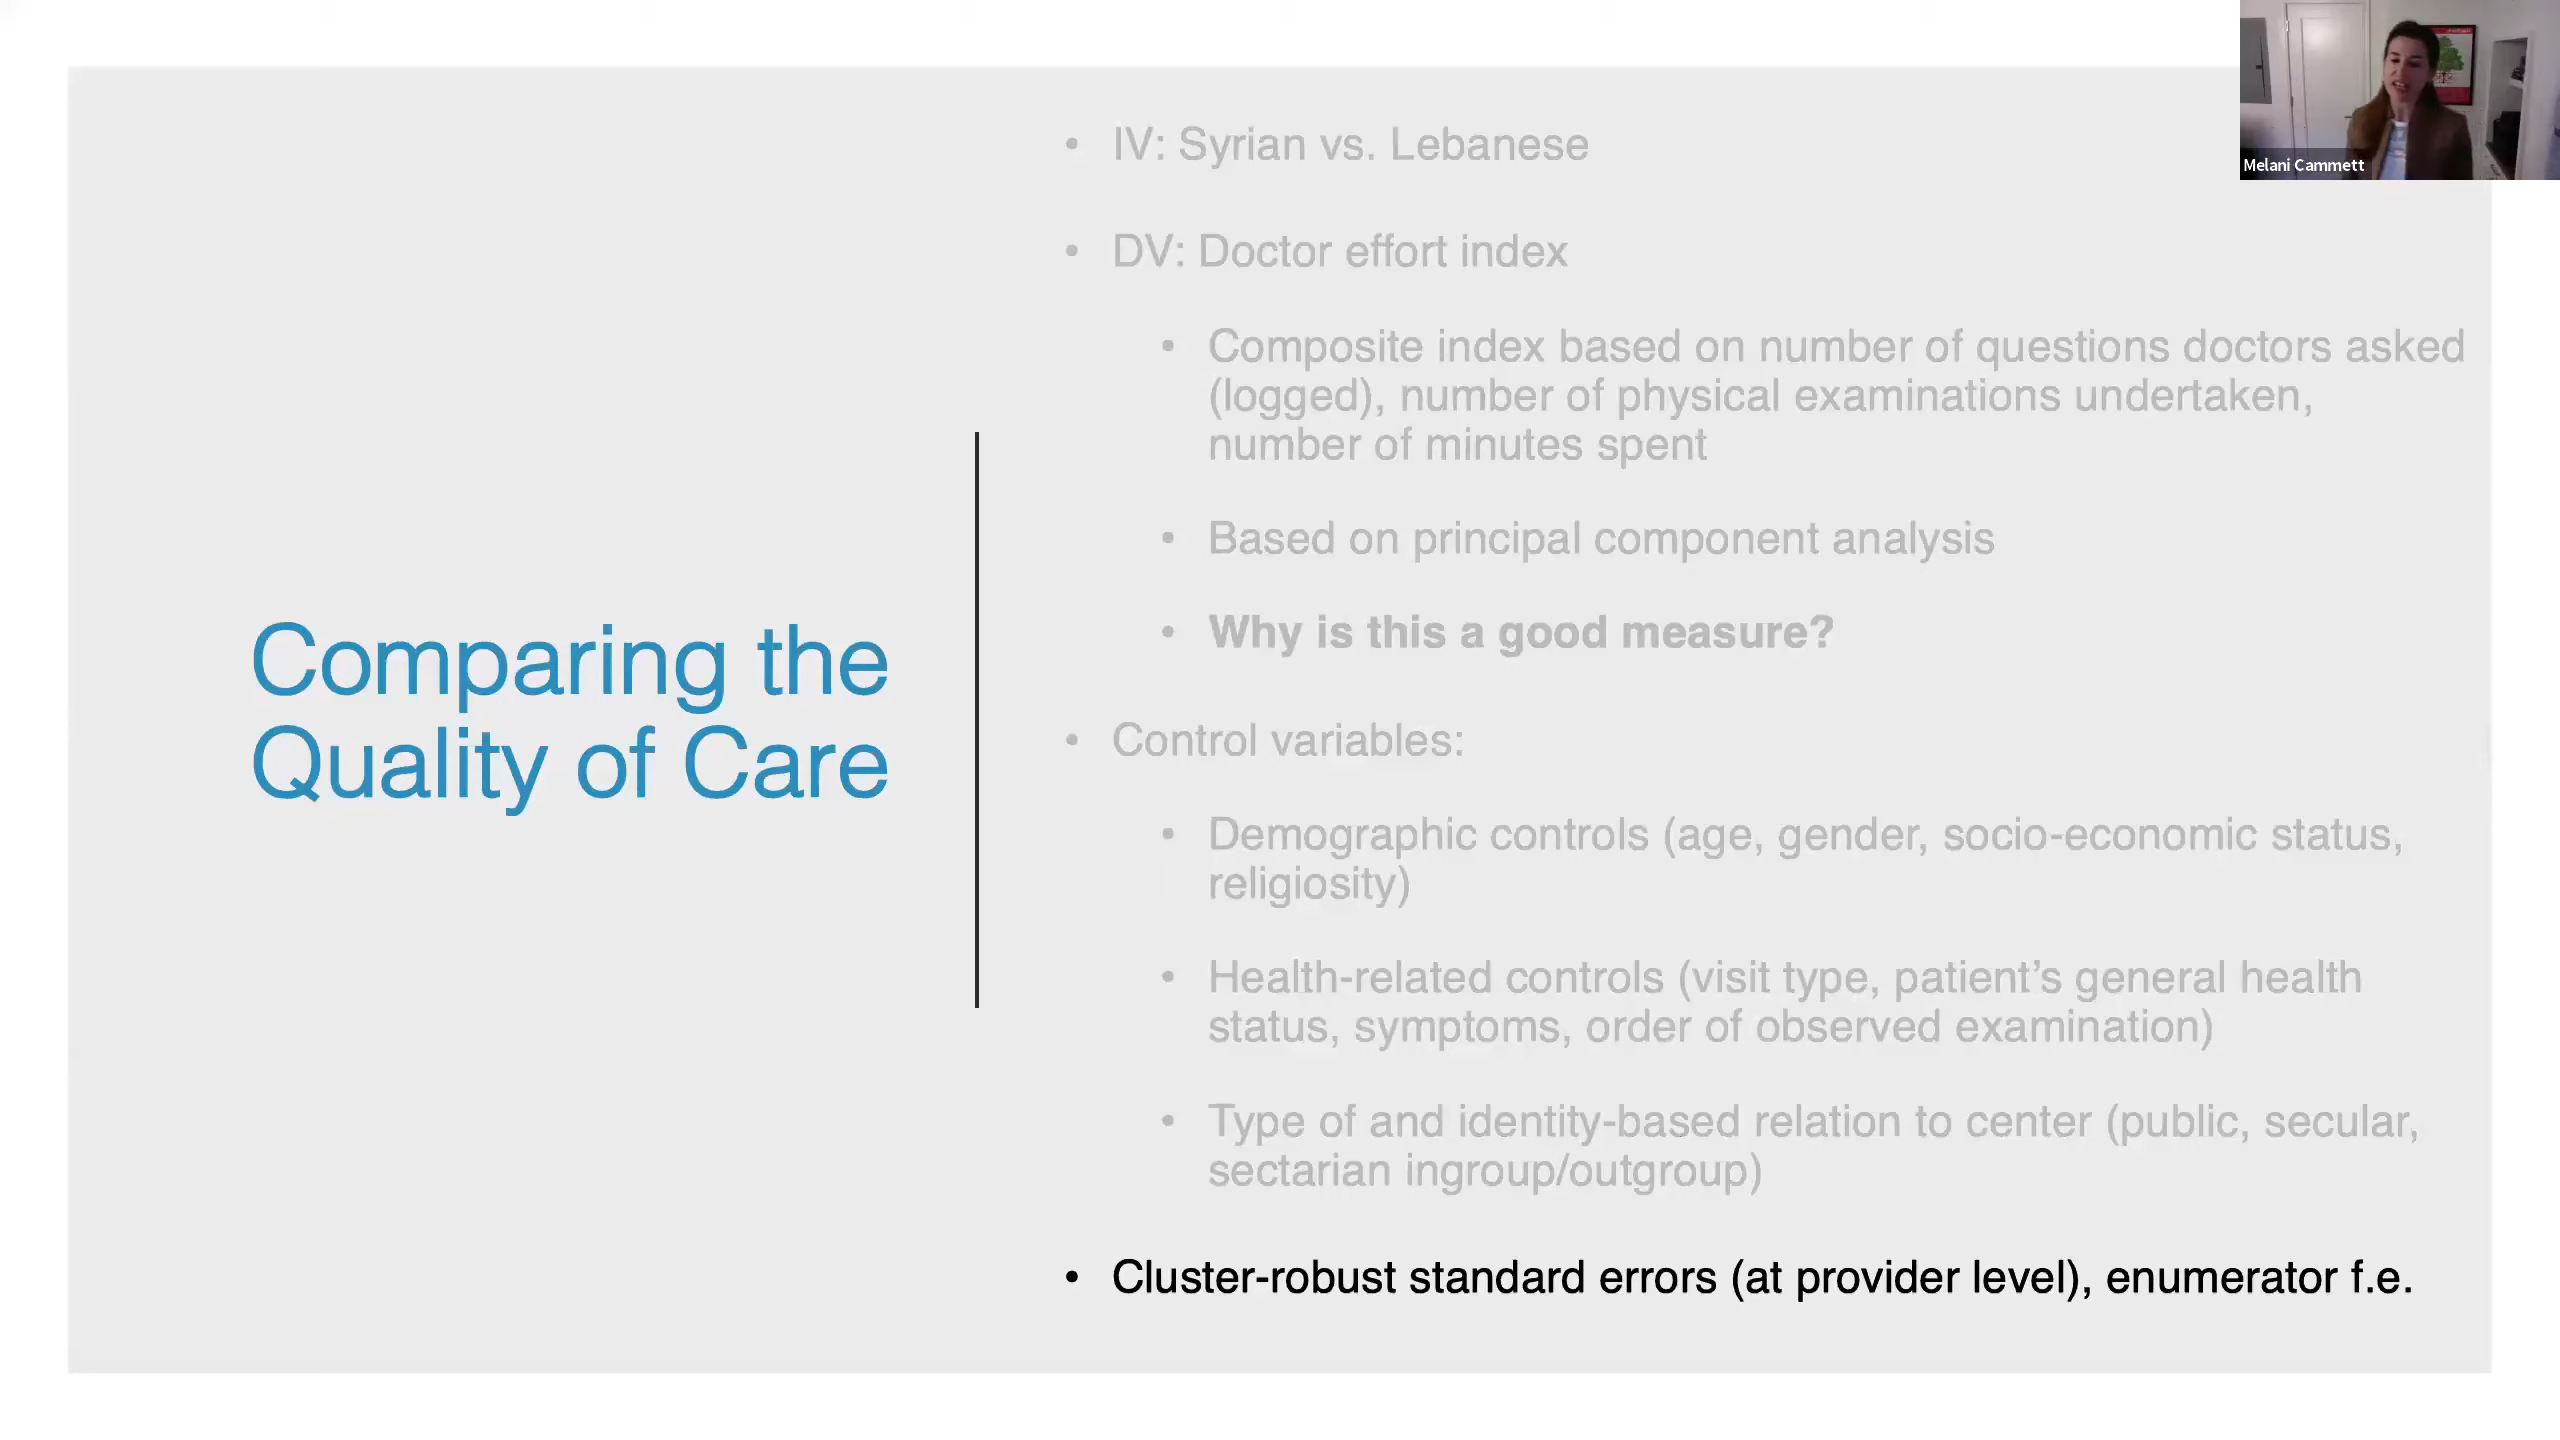 Melani Cammett
Comparing the
Quality of Care
• IV: Syrian vs. Lebanese
• DV: Doctor effort index
• Composite index based on number of questions doctors asked
(logged), number of physical examinations undertaken,
number of minutes spent
• Based on principal component analysis
• Why is this a good measure?
• Control variables:
• Demographic controls (age, gender, socio-economic status,
religiosity)
• Health-related controls (visit type, patient’s general health
status, symptoms, order of observed examination)
• Type of and identity-based relation to center (public, secular,
sectarian ingroup/outgroup)
• Cluster-robust standard errors (at provider level), enumerator f.e.